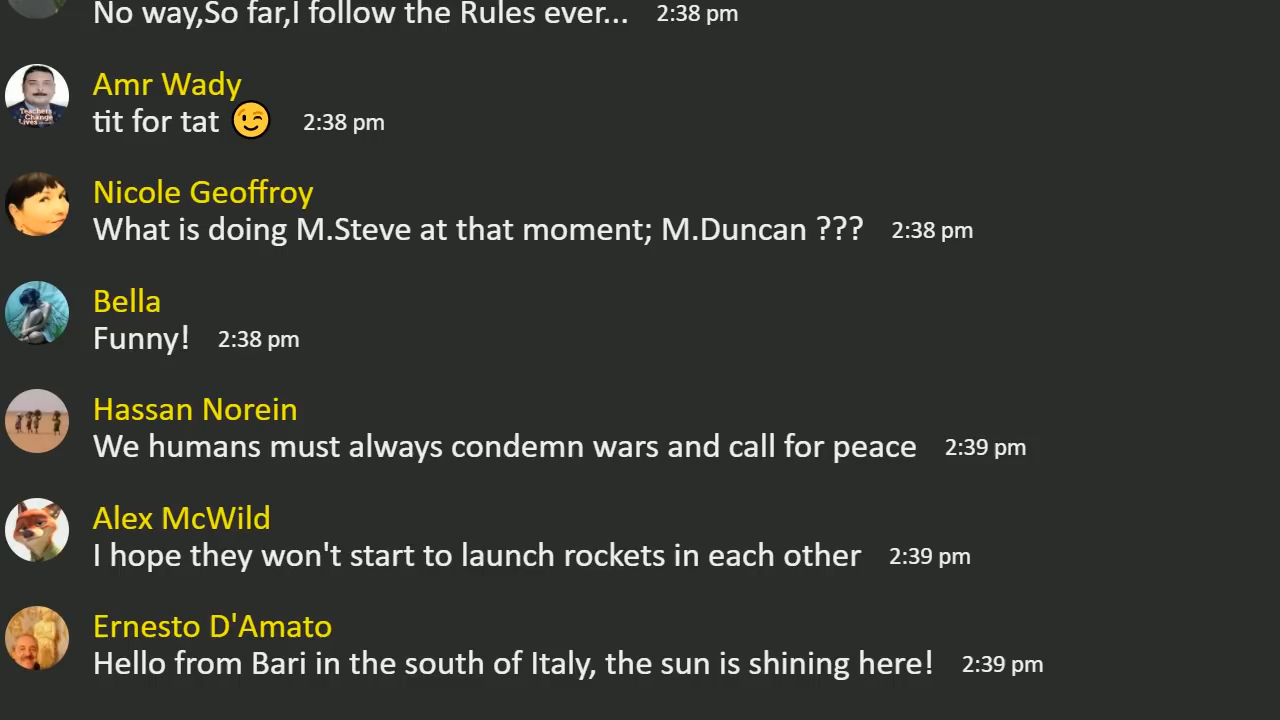 No way,So far,I follow the Rules ever... 2:38 pm
Amr Wady
tit for tat 😉 2:38 pm
Teachers
Change
Lives
Nicole Geoffroy
What is doing M.Steve at that moment; M.Duncan ??? 2:38 pm
Bella
Funny! 2:38 pm
Hassan Norein
We humans must always condemn wars and call for peace 2:39 pm
Alex McWild
I hope they won't start to launch rockets in each other 2:39 pm
Ernesto D'Amato
Hello from Bari in the south of Italy, the sun is shining here! 2:39 pm